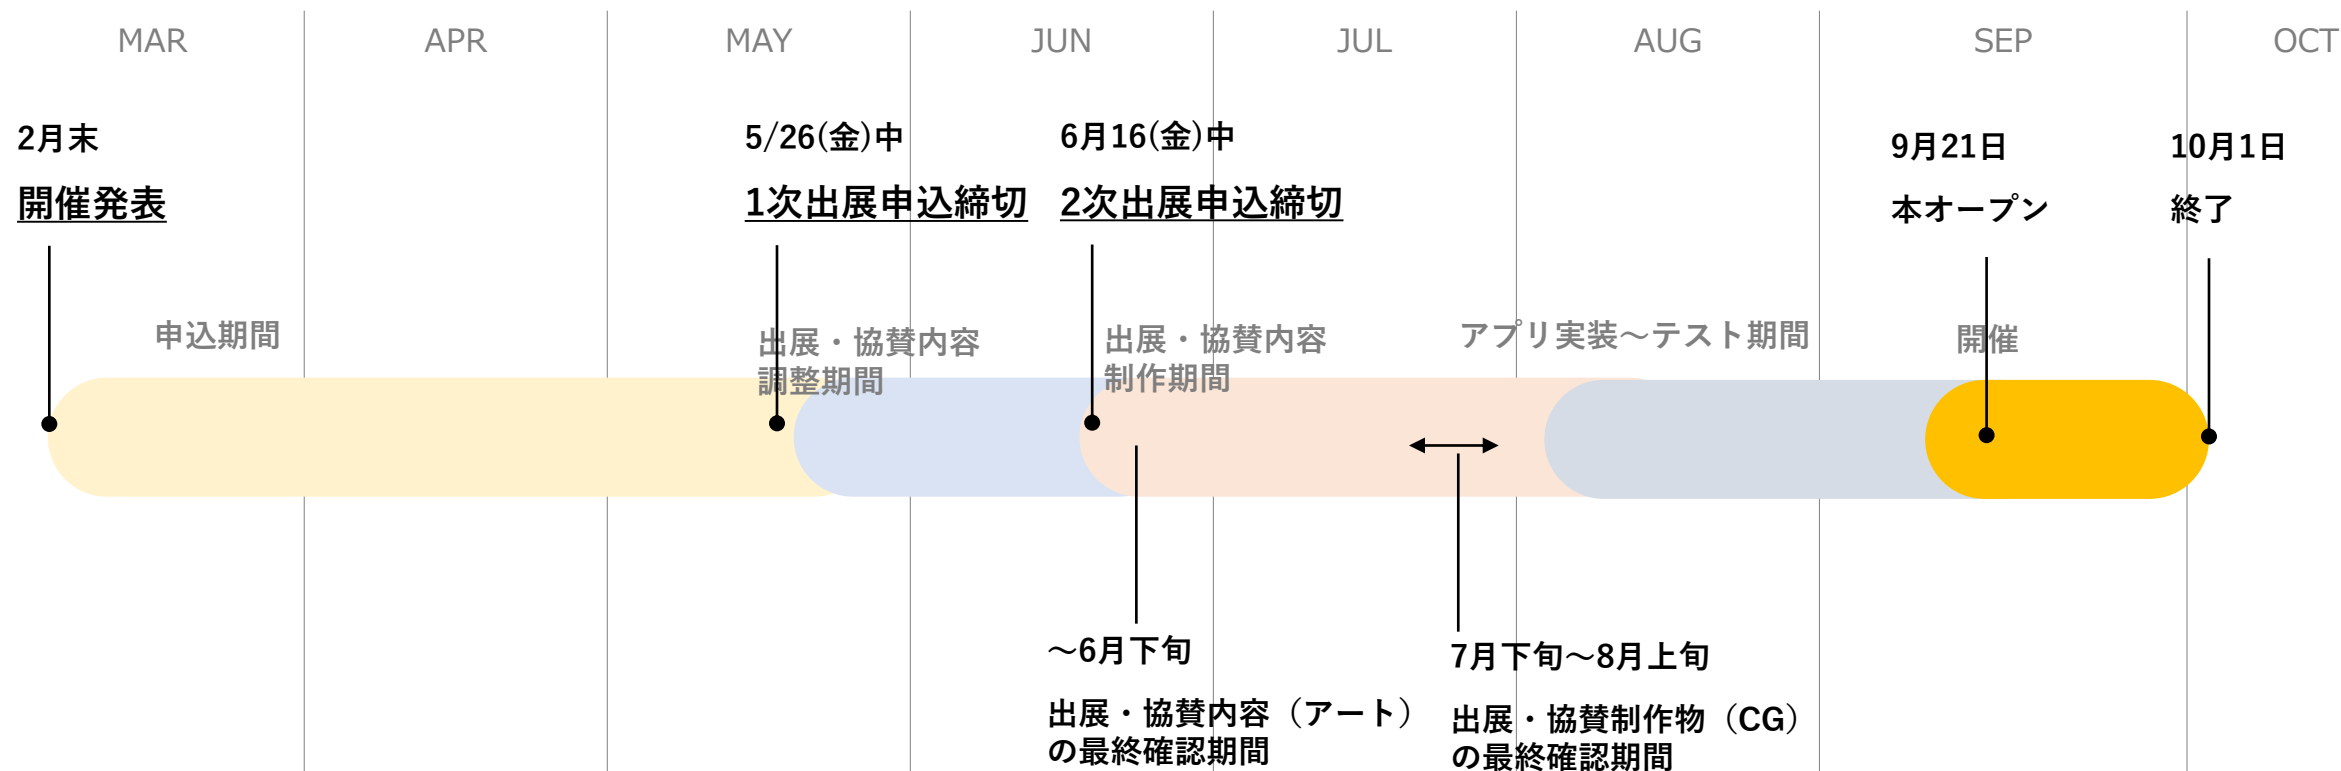 MAR
APR
MAY
JUN
JUL
AUG
SEP
OCT
2月末
開催発表
5/26(金)中
1次出展申込締切
6月16(金)中
2次出展申込締切
9月21日
本オープン
10月1日
終了
申込期間
出展・協賛内容
調整期間
出展・協賛内容
制作期間
アプリ実装〜テスト期間
開催
〜6月下旬
出展・協賛内容（アート）
の最終確認期間
7月下旬〜8月上旬
出展・協賛制作物（CG）
の最終確認期間